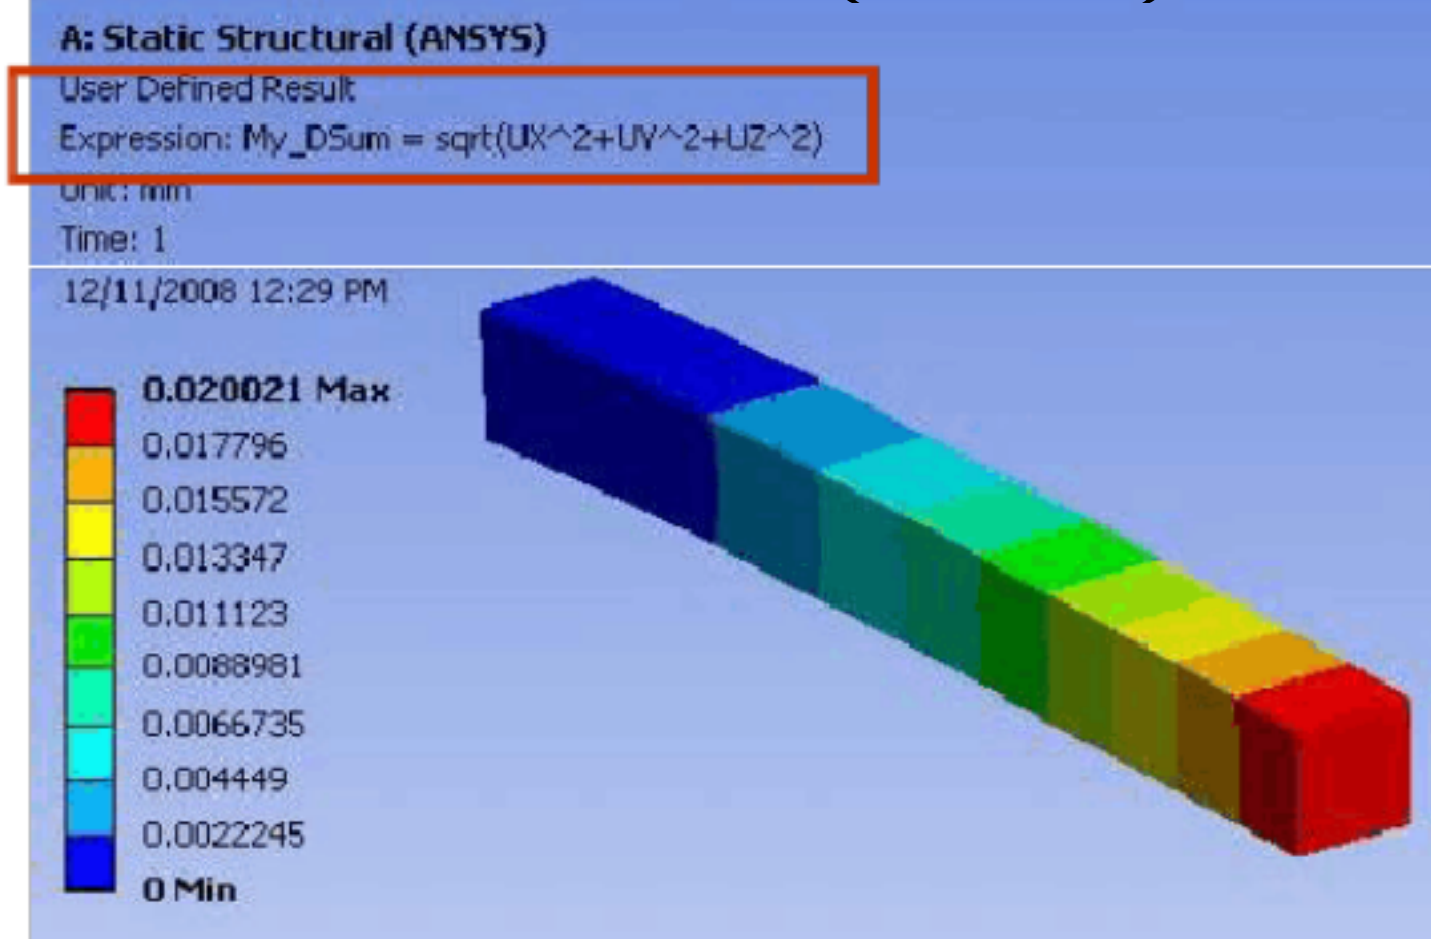 A: Static Structural (ANSYS)
User Defined Result
Expression: My_DSum = sqrt(UX^2+UY^2+UZ^2)
Unit: mm
Time: 1
12/11/2008 12:29 PM
0.020021 Max
0.017796
0.015572
0.013347
0.011123
0.0088981
0.0066735
0.004449
0.0022245
0 Min